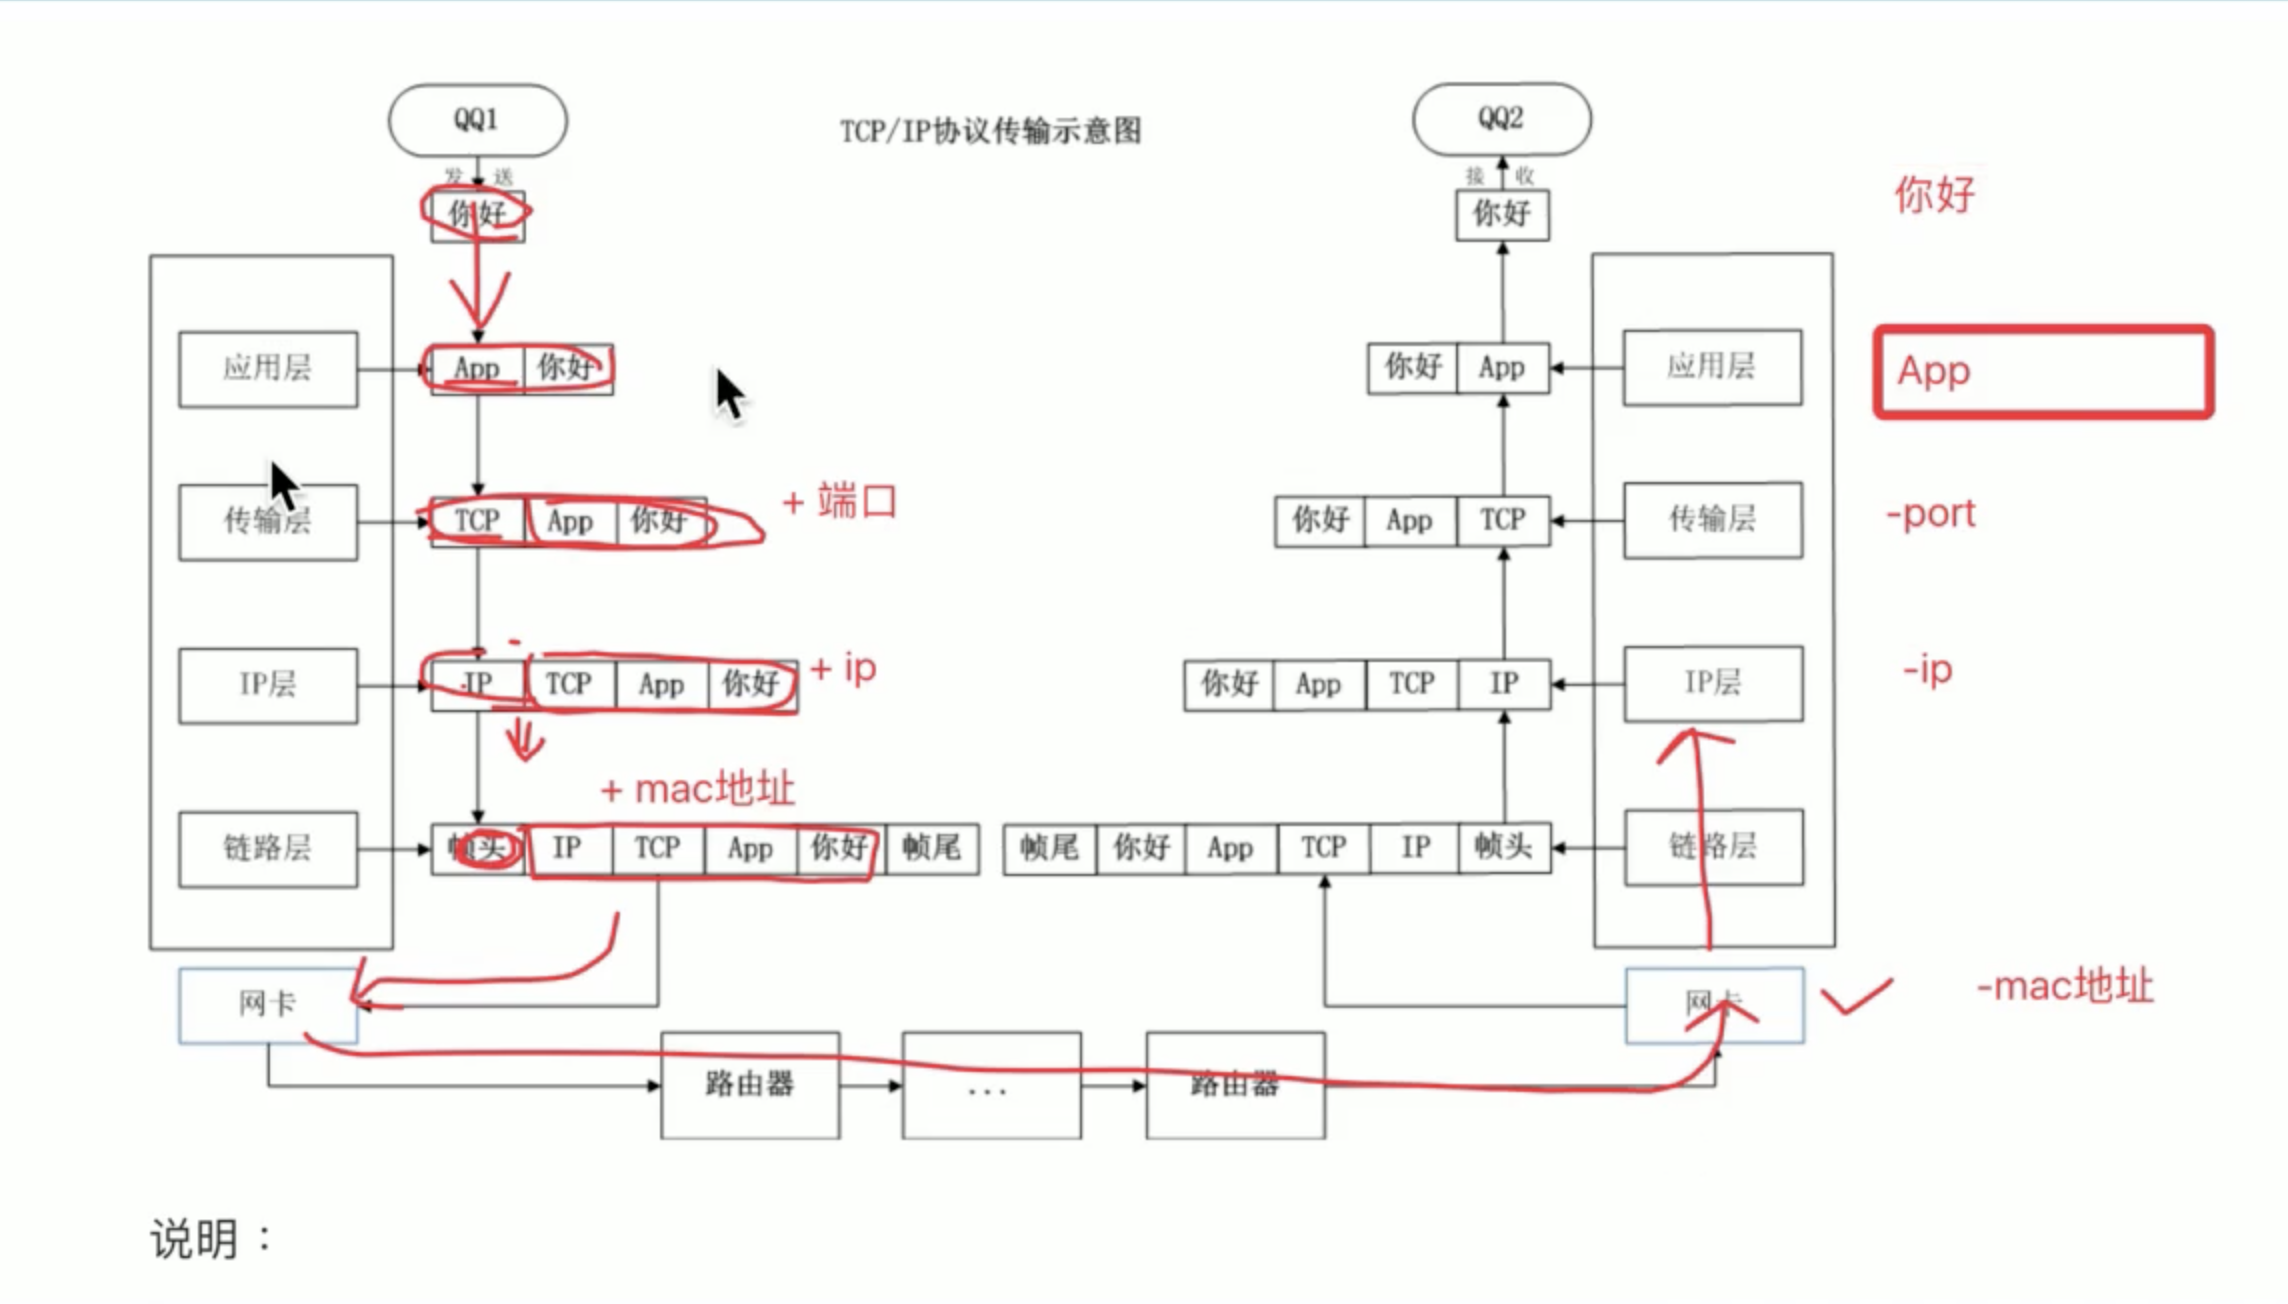 QQ1
TCP/IP协议传输示意图
QQ2
发 送
接 收
你好
你好
你好
应用层
App 你好
你好 App
应用层
App
传输层
TCP App 你好
+ 端口
你好 App TCP
传输层
-port
IP层
IP TCP App 你好
+ ip
你好 App TCP IP
IP层
-ip
+ mac地址
链路层
帧头 IP TCP App 你好 帧尾
帧尾 你好 App TCP IP 帧头
链路层
网卡
网卡
-mac地址
路由器
...
路由器
说明：